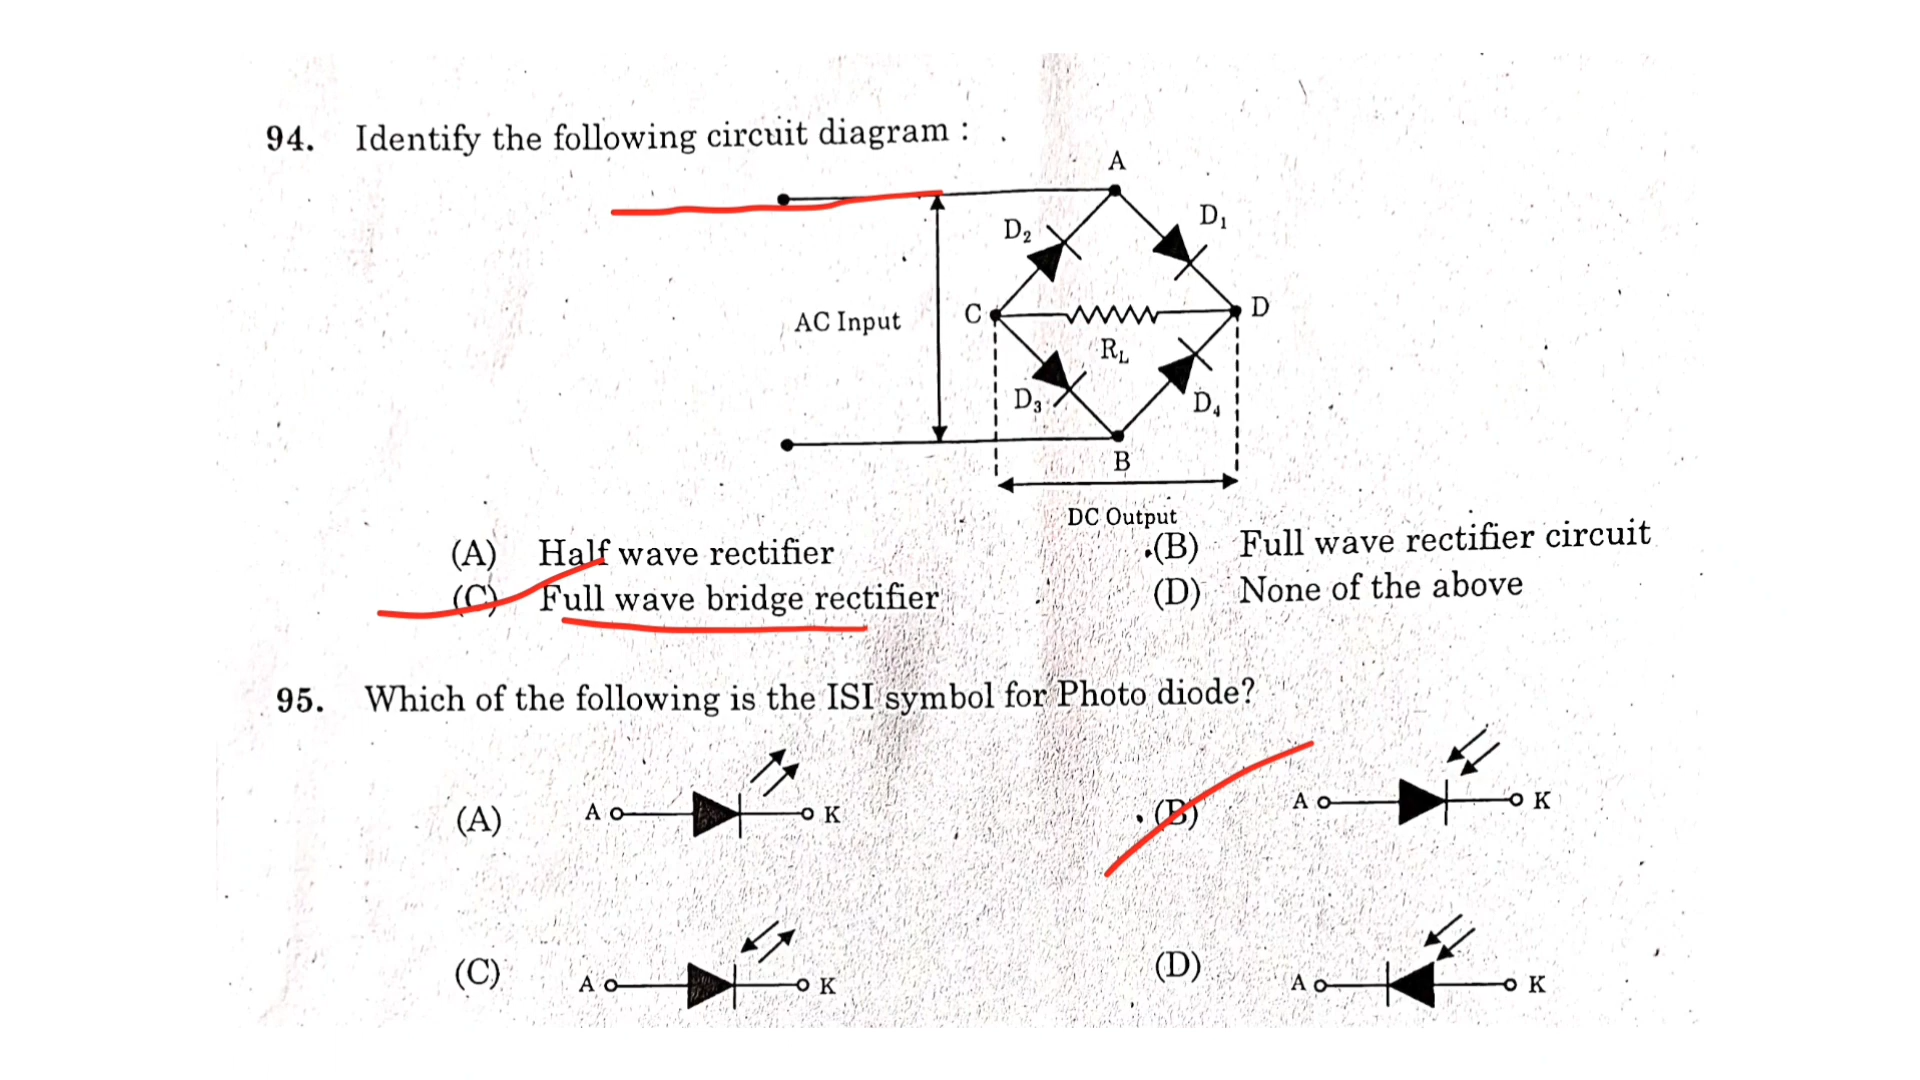 94. Identify the following circuit diagram :
A
D₂
D₁
AC Input
C
D
R_L
D₃
D₄
B
DC Output
(A) Half wave rectifier
(B) Full wave rectifier circuit
(C) Full wave bridge rectifier
(D) None of the above
95. Which of the following is the ISI symbol for Photo diode?
(A) A K
(B) A K
(C) A K
(D) A K